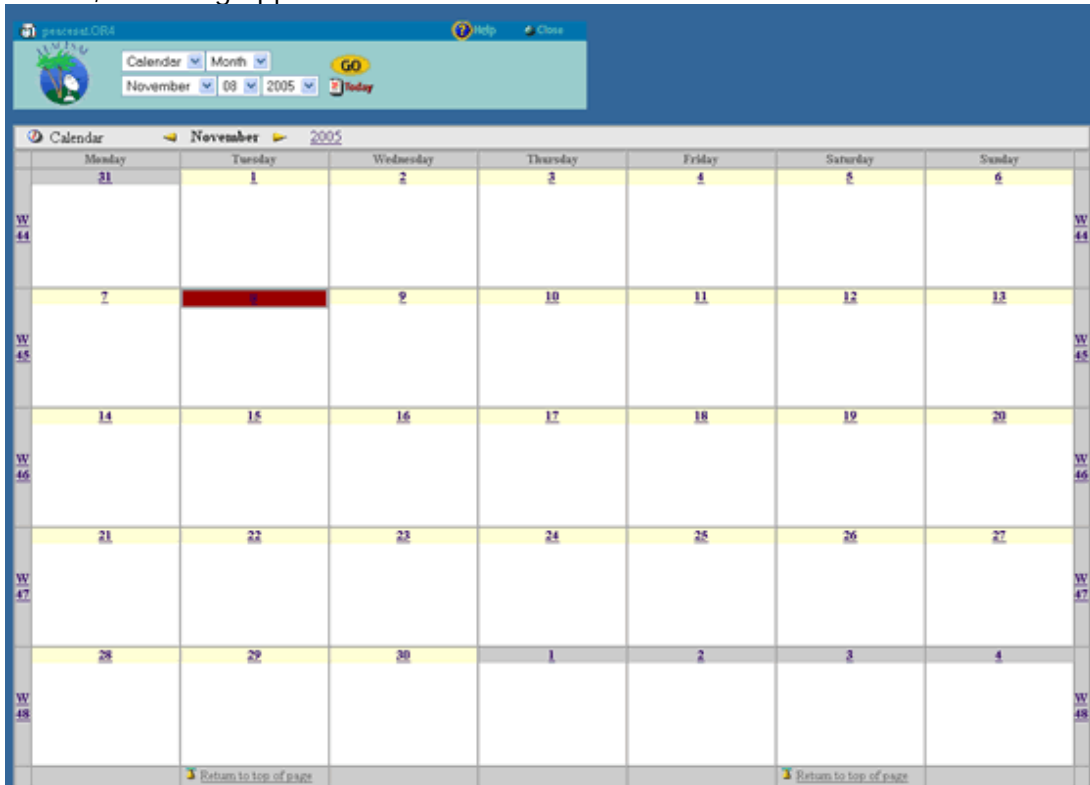 peacesat.OR4 Help Close
Calendar Month GO
November 08 2005 Today
Calendar November 2005
Monday Tuesday Wednesday Thursday Friday Saturday Sunday
31 1 2 3 4 5 6
W W
44 44
7 8 9 10 11 12 13
W W
45 45
14 15 16 17 18 19 20
W W
46 46
21 22 23 24 25 26 27
W W
47 47
28 29 30 1 2 3 4
W W
48 48
Return to top of page Return to top of page